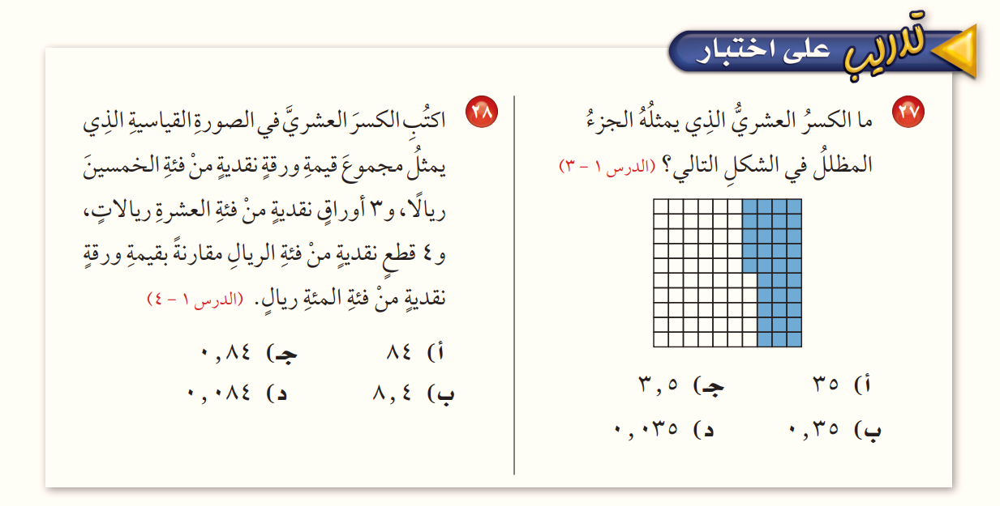 تدريب على اختبار
٢٧ ما الكسرُ العشريُّ الذِي يمثلُهُ الجزءُ
المظللُ في الشكلِ التالي؟ (الدرس ١ – ٣)
أ) ٣٥ جـ) ٣,٥
ب) ٠,٣٥ د) ٠,٠٣٥
٢٨ اكتُبِ الكسرَ العشريَّ في الصورةِ القياسيةِ الذِي
يمثلُ مجموعَ قيمةِ ورقةٍ نقديةٍ منْ فئةِ الخمسينَ
ريالًا، و٣ أوراقٍ نقديةٍ منْ فئةِ العشرةِ ريالاتٍ،
و٤ قطعٍ نقديةٍ منْ فئةِ الريالِ مقارنةً بقيمةِ ورقةٍ
نقديةٍ منْ فئةِ المئةِ ريالٍ. (الدرس ١ – ٤)
أ) ٨٤ جـ) ٠,٨٤
ب) ٨,٤ د) ٠,٠٨٤